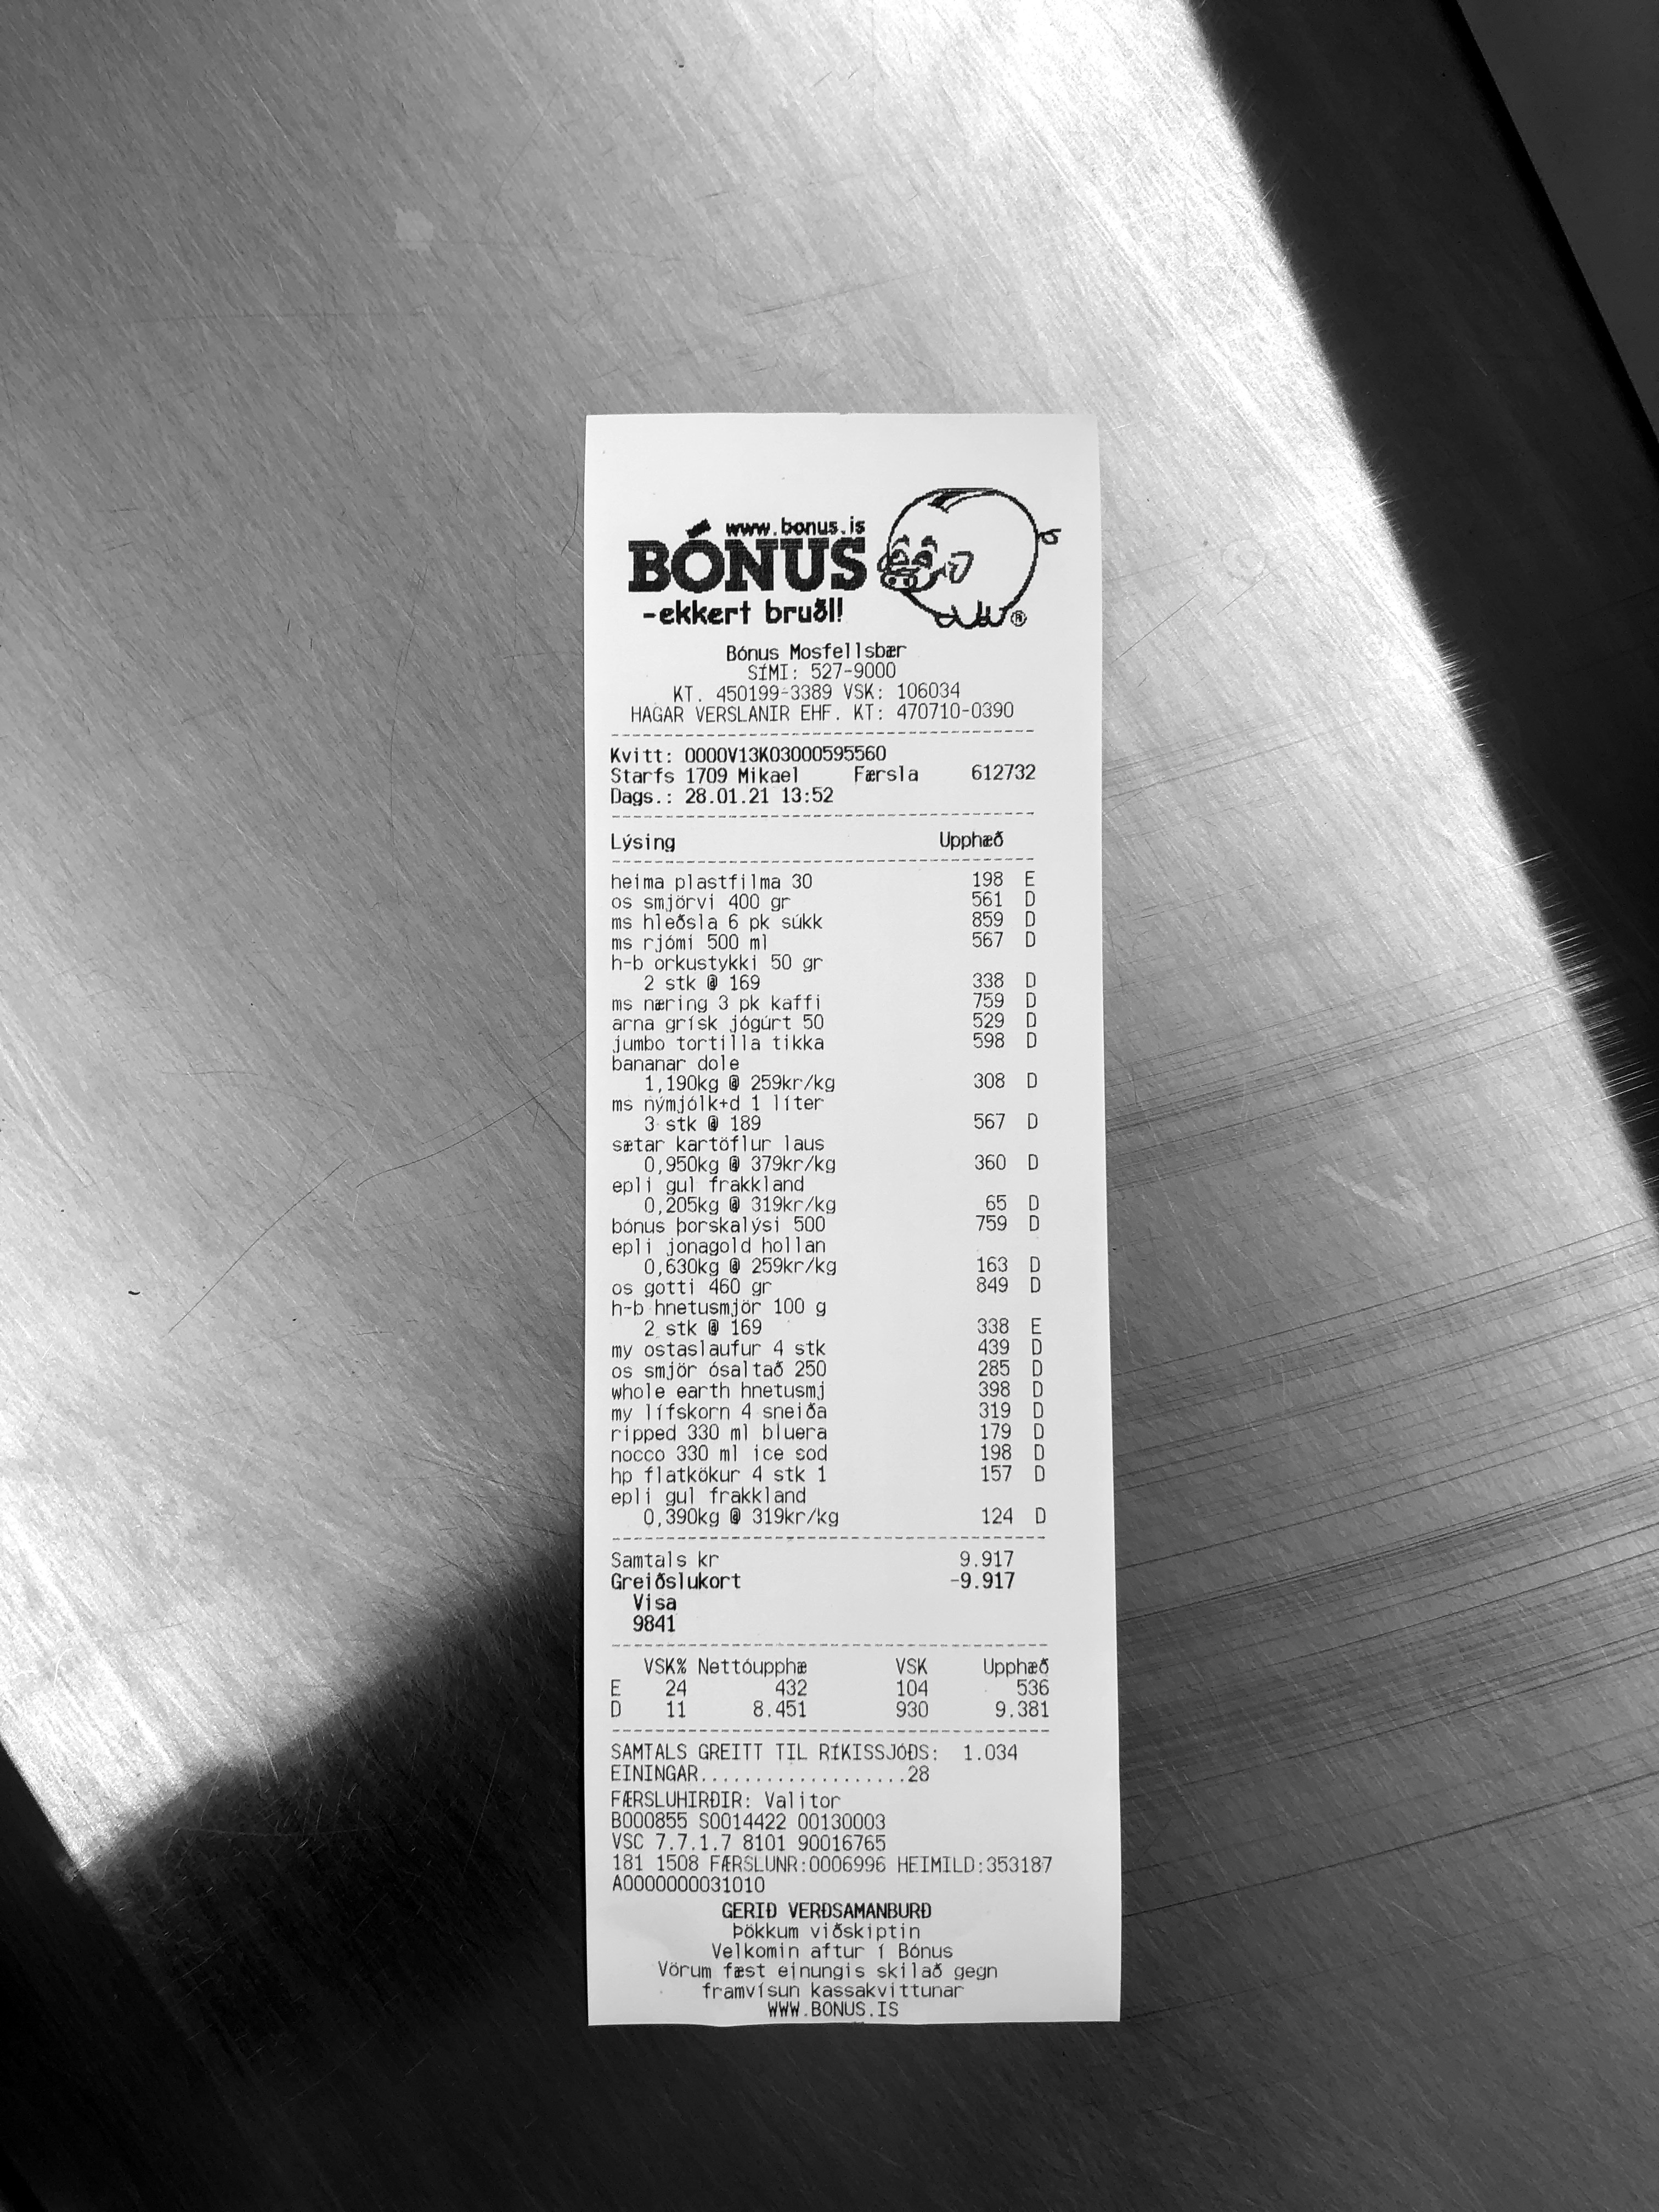 www.bonus.is
BÓNUS
-ekkert bruðl!
®
Bónus Mosfellsbær
SÍMI: 527-9000
KT. 450199-3389 VSK: 106034
HAGAR VERSLANIR EHF. KT: 470710-0390
Kvitt: 0000V13K03000595560
Starfs 1709 Mikael Færsla 612732
Dags.: 28.01.21 13:52
Lýsing Upphæð
heima plastfilma 30 198 E
os smjörvi 400 gr 561 D
ms hleðsla 6 pk súkk 859 D
ms rjómi 500 ml 567 D
h-b orkustykki 50 gr
2 stk @ 169 338 D
ms næring 3 pk kaffi 759 D
arna grísk jógúrt 50 529 D
jumbo tortilla tikka 598 D
bananar dole
1,190kg @ 259kr/kg 308 D
ms nýmjólk+d 1 líter
3 stk @ 189 567 D
sætar kartöflur laus
0,950kg @ 379kr/kg 360 D
epli gul frakkland
0,205kg @ 319kr/kg 65 D
bónus þorskalýsi 500 759 D
epli jonagold hollan
0,630kg @ 259kr/kg 163 D
os gotti 460 gr 849 D
h-b hnetusmjör 100 g
2 stk @ 169 338 E
my ostaslaufur 4 stk 439 D
os smjör ósaltað 250 285 D
whole earth hnetusmj 398 D
my lífskorn 4 sneiða 319 D
ripped 330 ml bluera 179 D
nocco 330 ml ice sod 198 D
hp flatkökur 4 stk 1 157 D
epli gul frakkland
0,390kg @ 319kr/kg 124 D
Samtals kr 9.917
Greiðslukort -9.917
Visa
9841
VSK% Nettóupphæ VSK Upphæð
E 24 432 104 536
D 11 8.451 930 9.381
SAMTALS GREITT TIL RÍKISSJÓÐS: 1.034
EININGAR...................28
FÆRSLUHIRÐIR: Valitor
B000855 S0014422 00130003
VSC 7.7.1.7 8101 90016765
181 1508 FÆRSLUNR:0006996 HEIMILD:353187
A0000000031010
GERIÐ VERÐSAMANBURÐ
Þökkum viðskiptin
Velkomin aftur í Bónus
Vörum fæst einungis skilað gegn
framvísun kassakvittunar
WWW.BONUS.IS